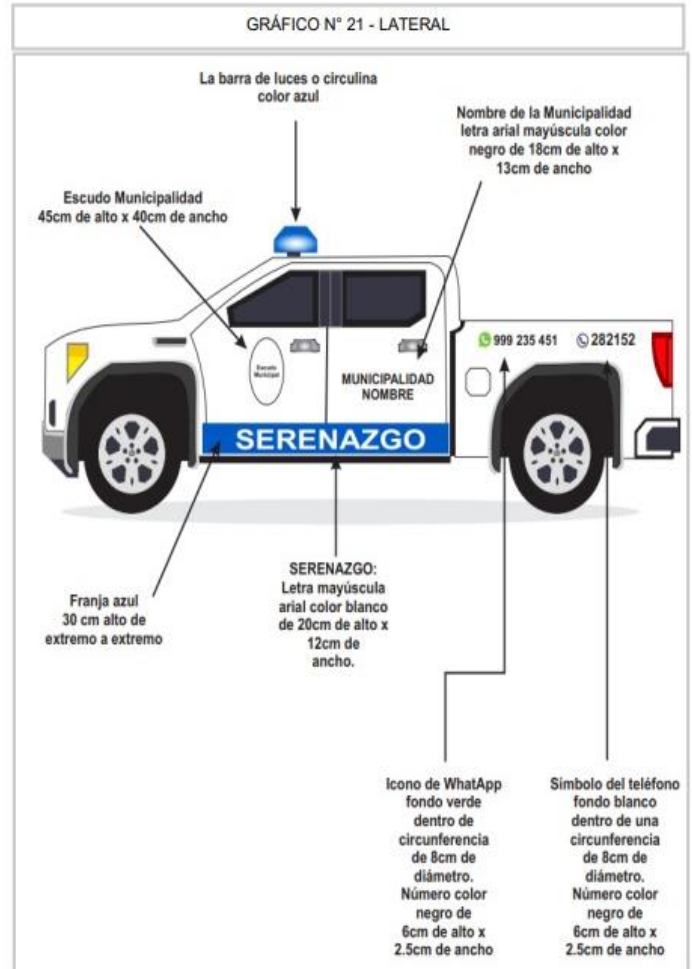 GRÁFICO N° 21 - LATERAL
La barra de luces o circulina
color azul
Nombre de la Municipalidad
letra arial mayúscula color
negro de 18cm de alto x
13cm de ancho
Escudo Municipalidad
45cm de alto x 40cm de ancho
999 235 451
282152
Escudo
Municipal
MUNICIPALIDAD
NOMBRE
SERENAZGO
Franja azul
30 cm alto de
extremo a extremo
SERENAZGO:
Letra mayúscula
arial color blanco
de 20cm de alto x
12cm de
ancho.
Icono de WhatApp
fondo verde
dentro de
circunferencia
de 8cm de
diámetro.
Número color
negro de
6cm de alto x
2.5cm de ancho
Símbolo del teléfono
fondo blanco
dentro de una
circunferencia
de 8cm de
diámetro.
Número color
negro de
6cm de alto x
2.5cm de ancho